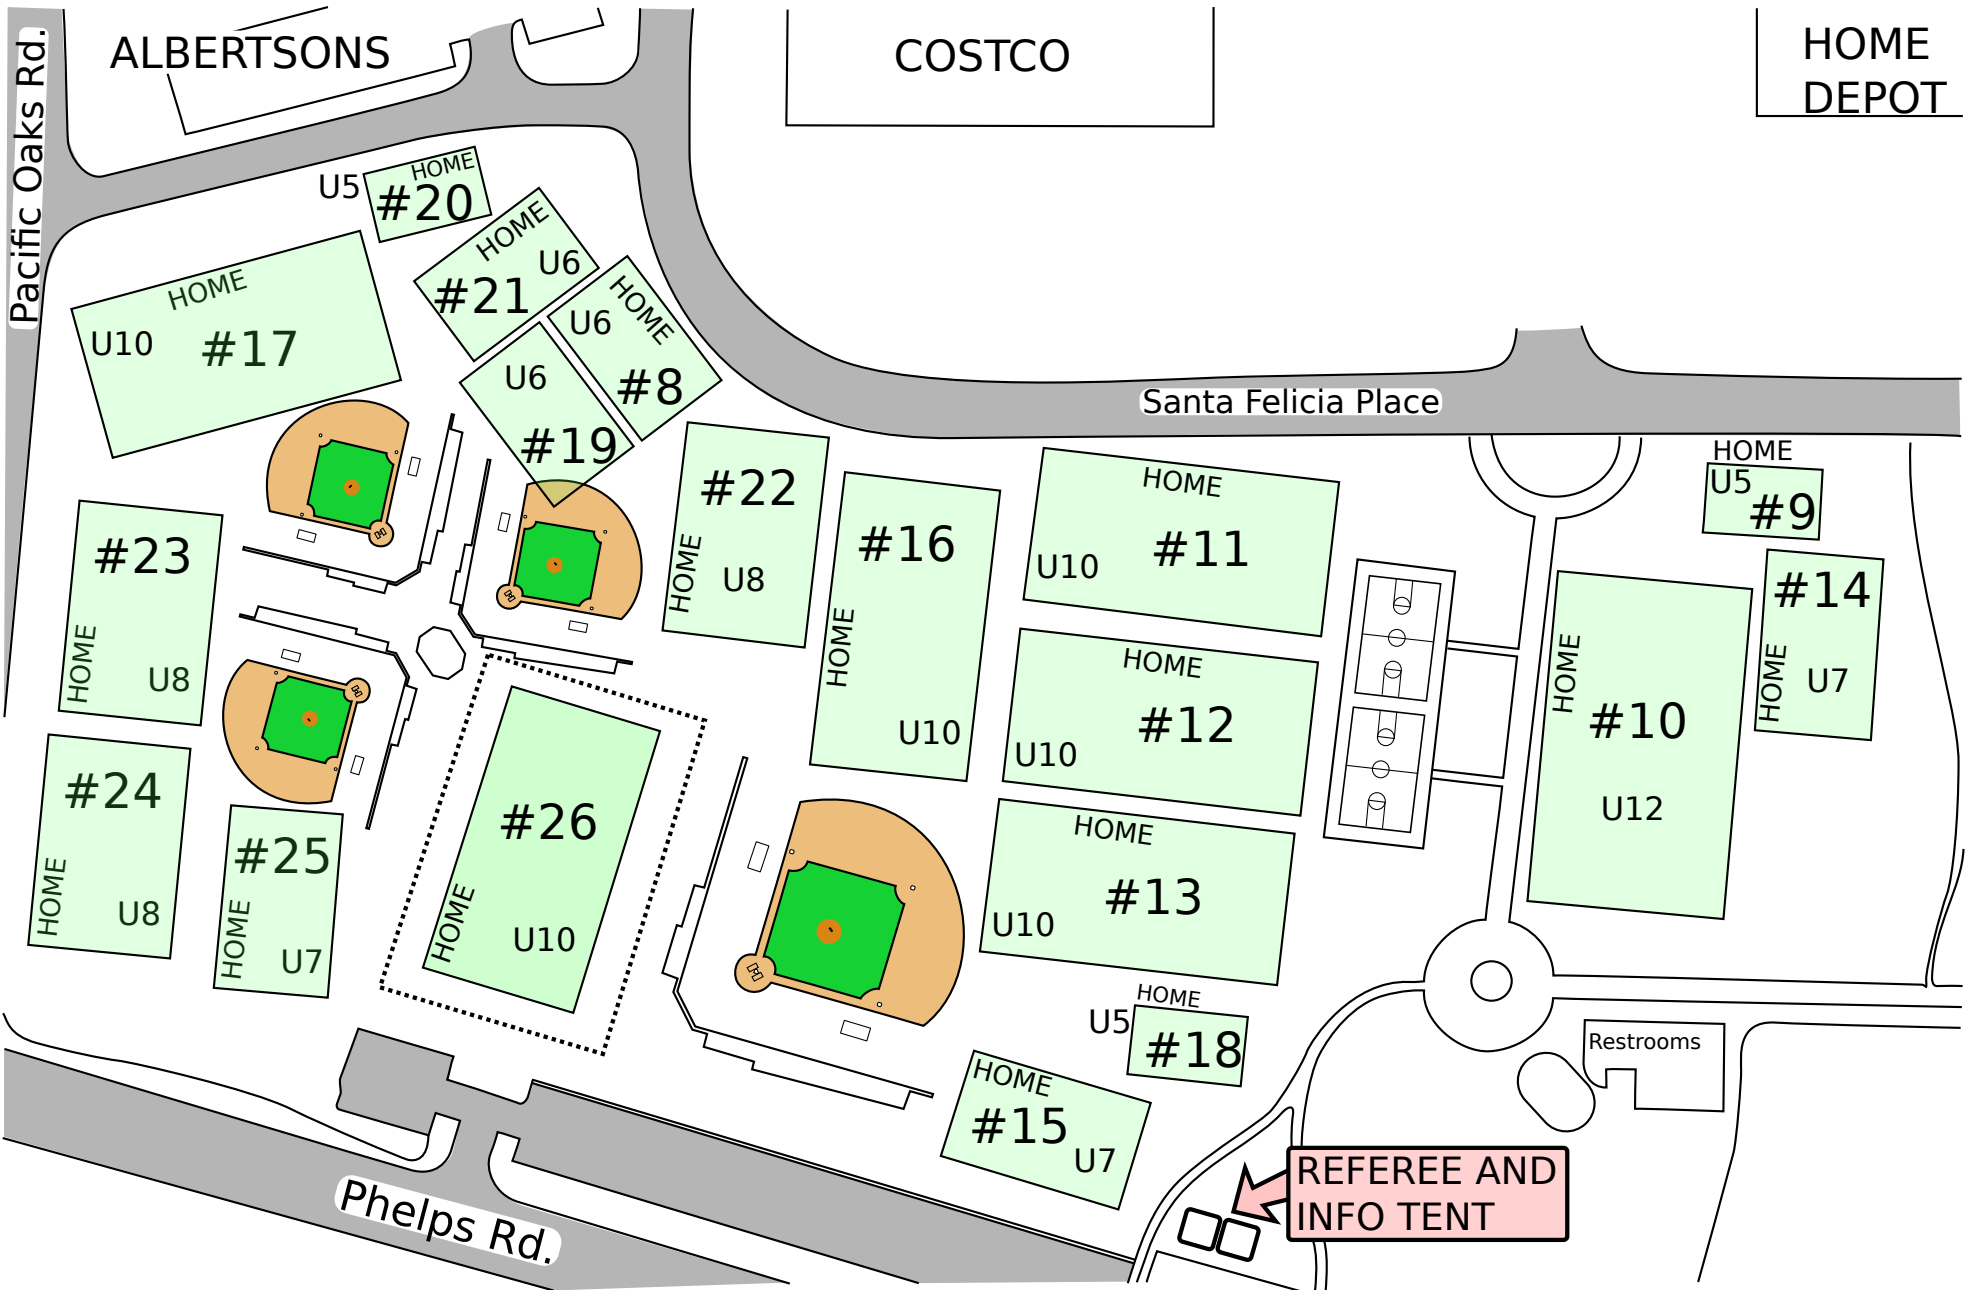 ALBERTSONS
COSTCO
HOME
DEPOT
Pacific Oaks Rd.
HOME
U5
#20
HOME
U6
#21
HOME
U6
#8
HOME
U10
#17
U6
#19
Santa Felicia Place
#22
HOME
U8
#16
HOME
U10
HOME
#11
U10
HOME
U5
#9
#14
HOME
U7
#23
HOME
U8
HOME
#12
U10
HOME
#10
U12
#24
HOME
U8
#25
HOME
U7
#26
HOME
U10
HOME
#13
U10
HOME
U5
#18
HOME
#15
U7
Restrooms
REFEREE AND
INFO TENT
Phelps Rd.